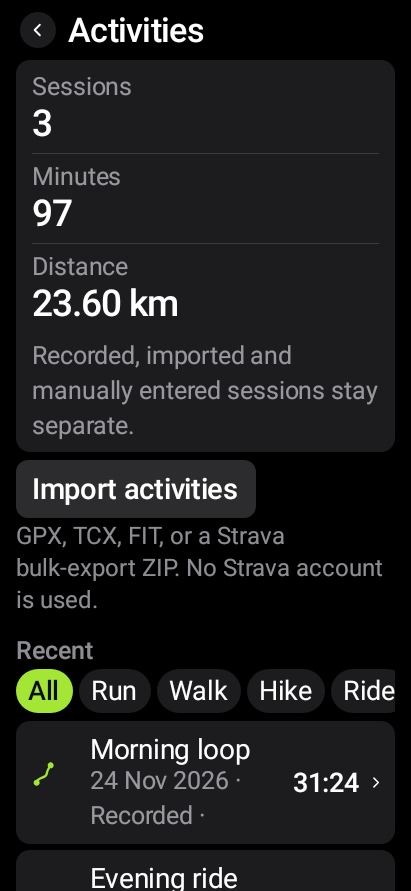 Activities
Sessions
3
Minutes
97
Distance
23.60 km
Recorded, imported and
manually entered sessions stay
separate.
Import activities
GPX, TCX, FIT, or a Strava
bulk-export ZIP. No Strava account
is used.
Recent
All Run Walk Hike Ride
Morning loop
24 Nov 2026 ·
Recorded ·
31:24
Evening ride